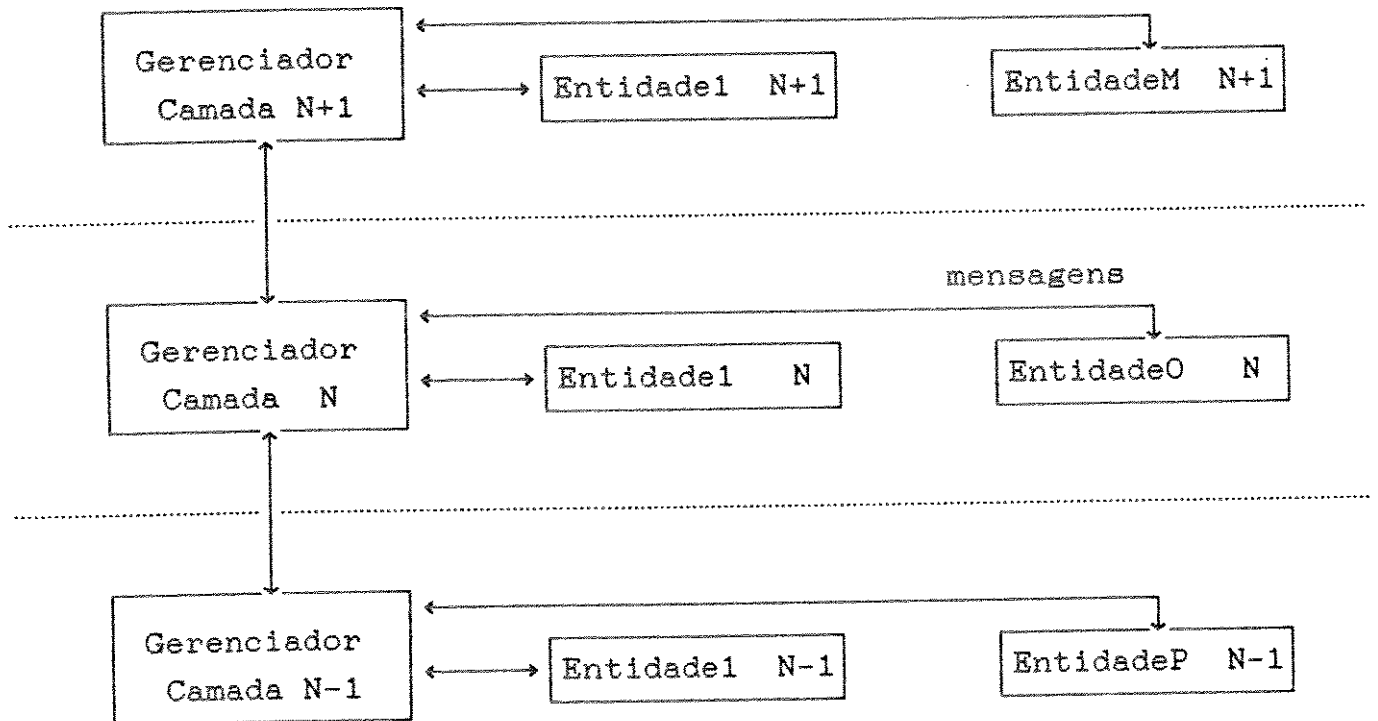 Gerenciador
Camada N+1
Entidade1 N+1
EntidadeM N+1
mensagens
Gerenciador
Camada N
Entidade1 N
EntidadeO N
Gerenciador
Camada N-1
Entidade1 N-1
EntidadeP N-1